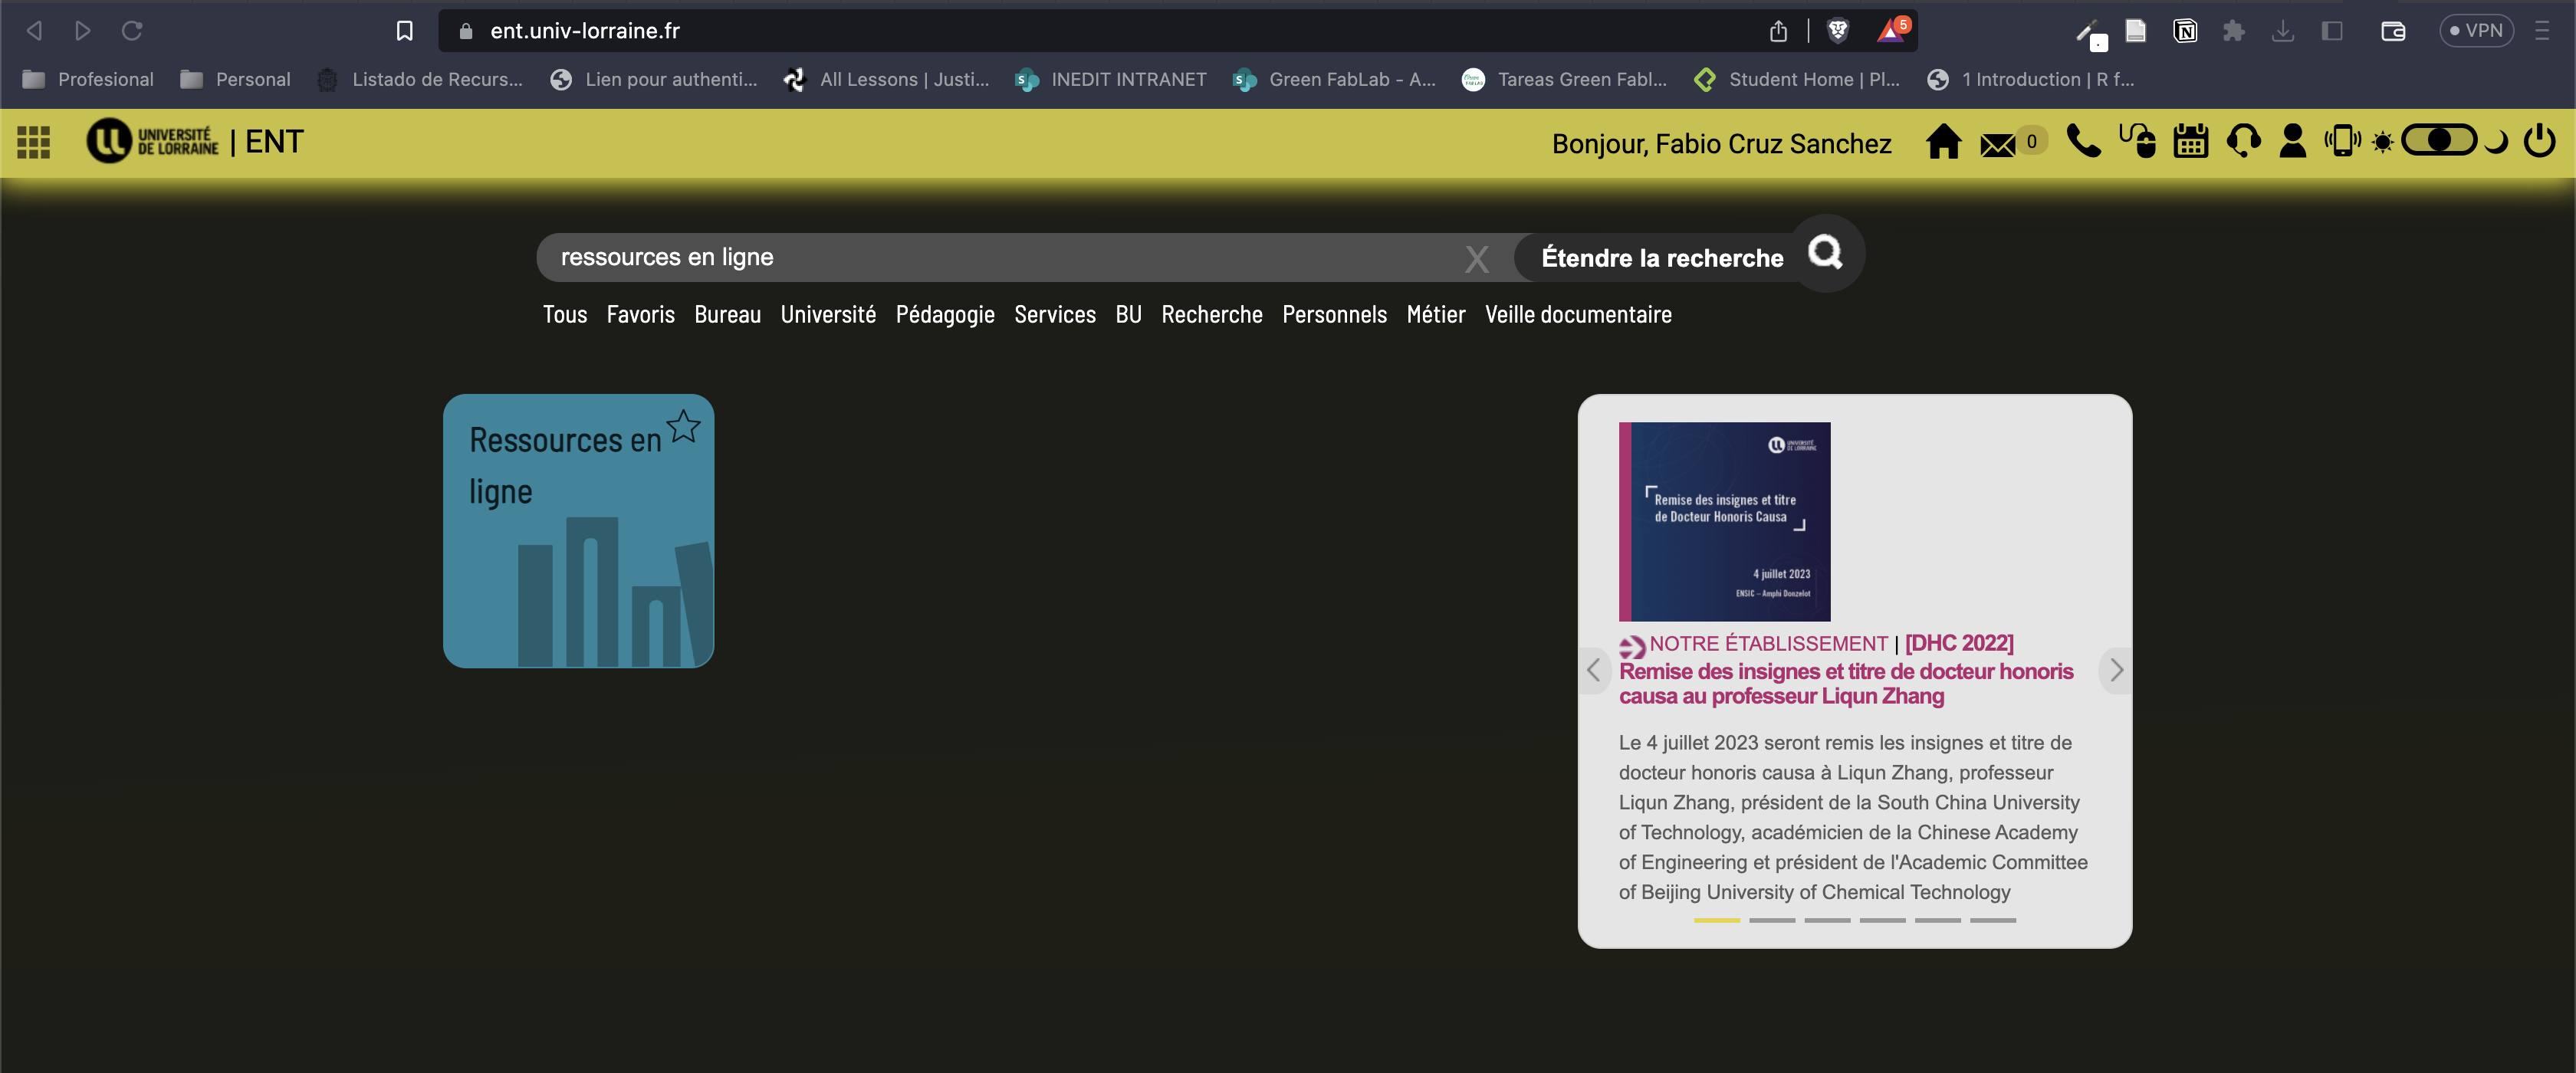 ent.univ-lorraine.fr
5
VPN
Profesional
Personal
Listado de Recurs...
Lien pour authenti...
All Lessons | Justi...
INEDIT INTRANET
Green FabLab - A...
Tareas Green Fabl...
Student Home | Pl...
1 Introduction | R f...
UNIVERSITÉ
DE LORRAINE | ENT
Bonjour, Fabio Cruz Sanchez
0
ressources en ligne
X
Étendre la recherche
Tous Favoris Bureau Université Pédagogie Services BU Recherche Personnels Métier Veille documentaire
Ressources en
ligne
UNIVERSITÉ
DE LORRAINE
Remise des insignes et titre
de Docteur Honoris Causa
4 juillet 2023
ENSIC – Amphi Donzelot
NOTRE ÉTABLISSEMENT | [DHC 2022]
Remise des insignes et titre de docteur honoris
causa au professeur Liqun Zhang
Le 4 juillet 2023 seront remis les insignes et titre de
docteur honoris causa à Liqun Zhang, professeur
Liqun Zhang, président de la South China University
of Technology, académicien de la Chinese Academy
of Engineering et président de l'Academic Committee
of Beijing University of Chemical Technology